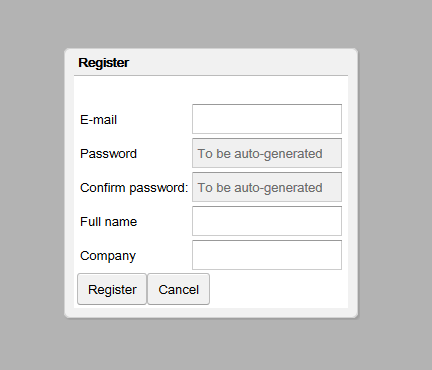 Register
E-mail
Password To be auto-generated
Confirm password: To be auto-generated
Full name
Company
Register Cancel